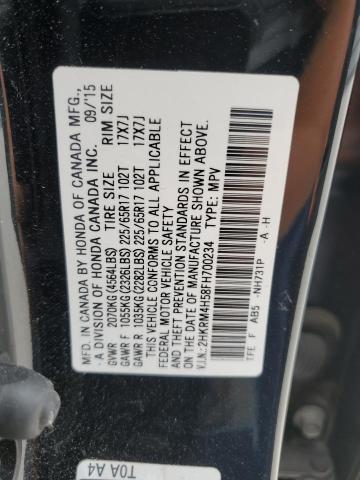 MFD. IN CANADA BY HONDA OF CANADA MFG.,
- A DIVISION OF HONDA CANADA INC. 09/'15
GVWR 2070KG(4564LBS) TIRE SIZE RIM SIZE
GAWR F 1055KG(2326LBS) 225/65R17 102T 17X7J
GAWR R 1035KG(2282LBS) 225/65R17 102T 17X7J
THIS VEHICLE CONFORMS TO ALL APPLICABLE
FEDERAL MOTOR VEHICLE SAFETY STANDARDS IN EFFECT
ON THE DATE OF MANUFACTURE SHOWN ABOVE.
V.I.N.: 2HKRM4H58FH700234 TYPE: MPV
TFE F AB5 -NH731P -A -H
T0A A4